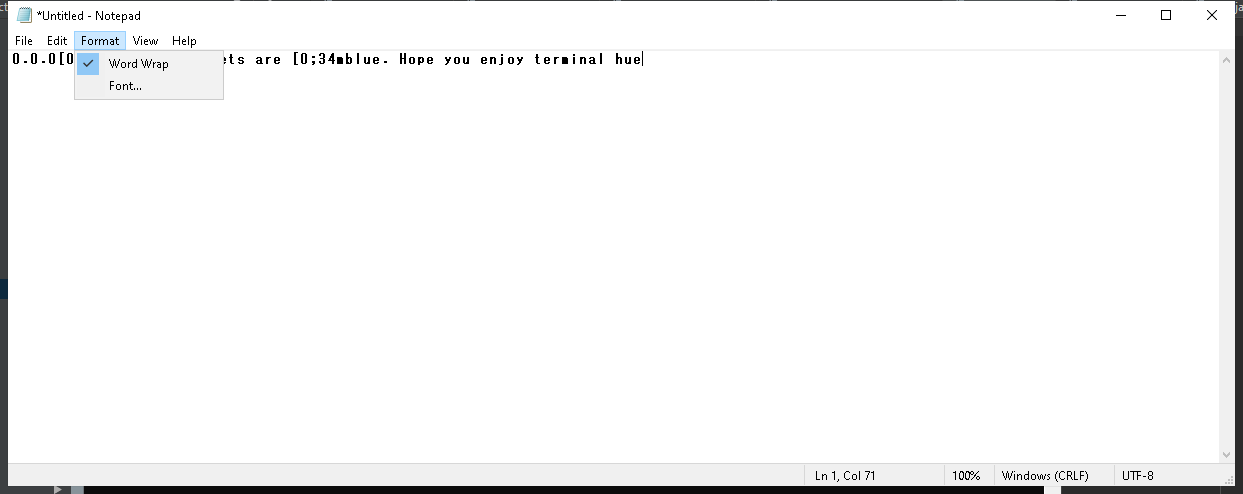 *Untitled - Notepad
File Edit Format View Help
0.0.0[0 ets are [0;34mblue. Hope you enjoy terminal hue
Word Wrap
Font...
Ln 1, Col 71 100% Windows (CRLF) UTF-8